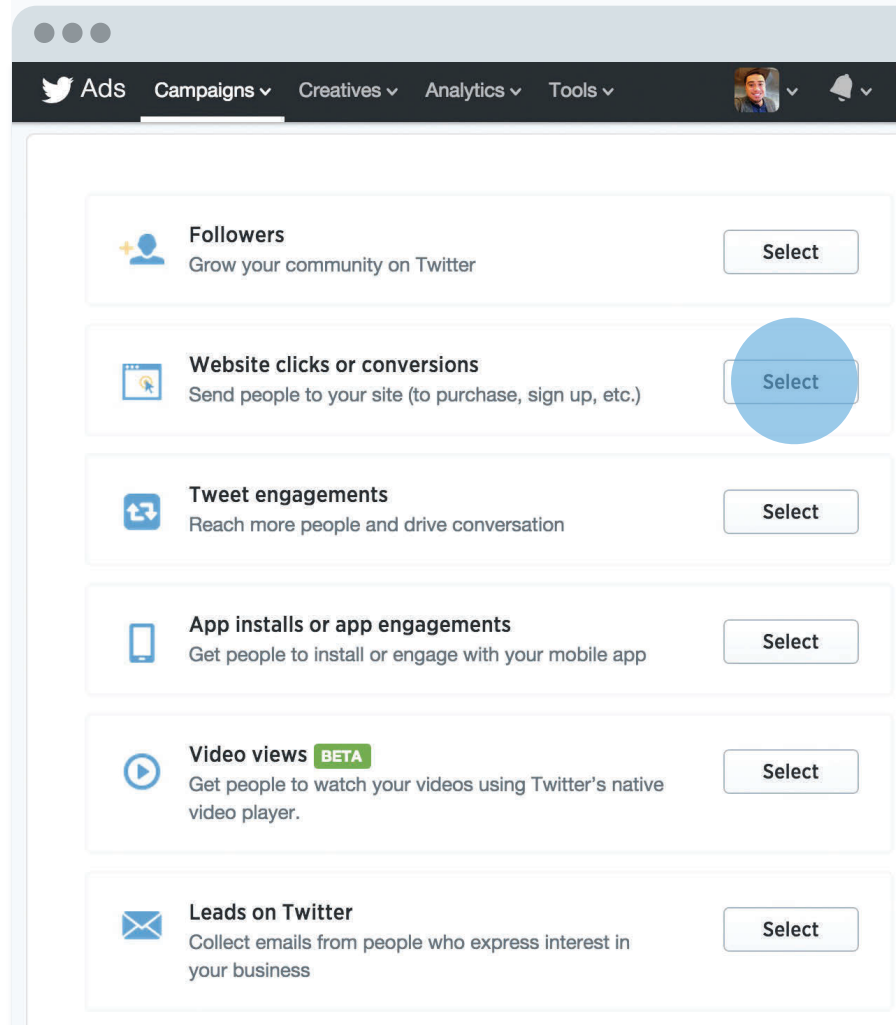 Ads Campaigns Creatives Analytics Tools
Followers
Grow your community on Twitter
Select
Website clicks or conversions
Send people to your site (to purchase, sign up, etc.)
Select
Tweet engagements
Reach more people and drive conversation
Select
App installs or app engagements
Get people to install or engage with your mobile app
Select
Video views BETA
Get people to watch your videos using Twitter’s native
video player.
Select
Leads on Twitter
Collect emails from people who express interest in
your business
Select